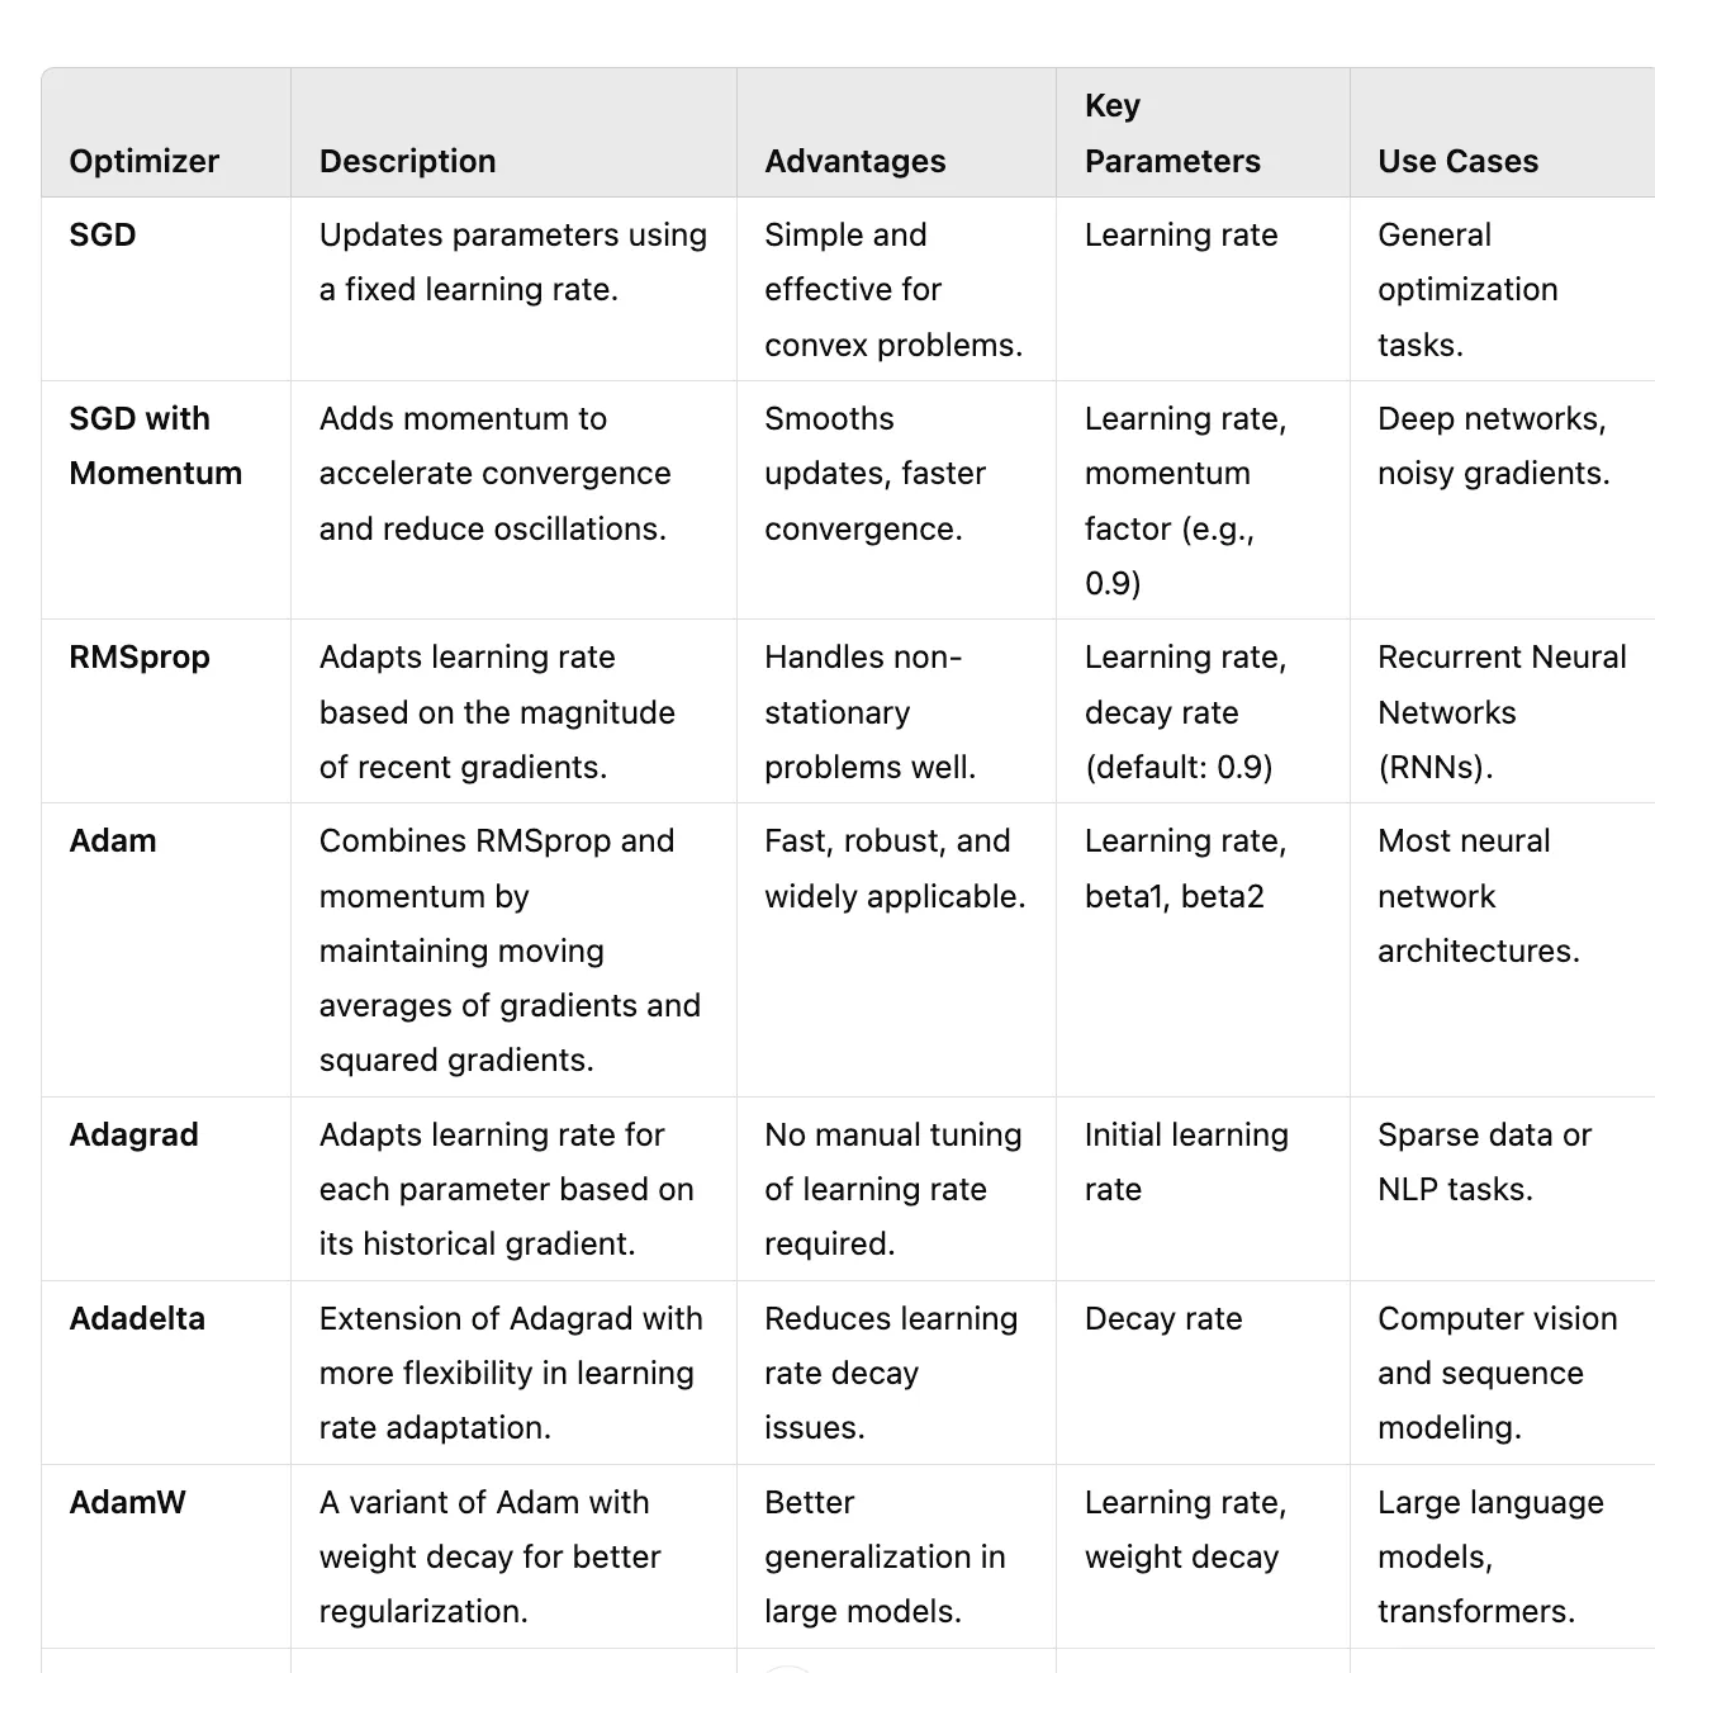 Optimizer Description Advantages Key Parameters Use Cases
SGD
Updates parameters using
a fixed learning rate.
Simple and
effective for
convex problems.
Learning rate
General
optimization
tasks.
SGD with
Momentum
Adds momentum to
accelerate convergence
and reduce oscillations.
Smooths
updates, faster
convergence.
Learning rate,
momentum
factor (e.g.,
0.9)
Deep networks,
noisy gradients.
RMSprop
Adapts learning rate
based on the magnitude
of recent gradients.
Handles non-
stationary
problems well.
Learning rate,
decay rate
(default: 0.9)
Recurrent Neural
Networks
(RNNs).
Adam
Combines RMSprop and
momentum by
maintaining moving
averages of gradients and
squared gradients.
Fast, robust, and
widely applicable.
Learning rate,
beta1, beta2
Most neural
network
architectures.
Adagrad
Adapts learning rate for
each parameter based on
its historical gradient.
No manual tuning
of learning rate
required.
Initial learning
rate
Sparse data or
NLP tasks.
Adadelta
Extension of Adagrad with
more flexibility in learning
rate adaptation.
Reduces learning
rate decay
issues.
Decay rate
Computer vision
and sequence
modeling.
AdamW
A variant of Adam with
weight decay for better
regularization.
Better
generalization in
large models.
Learning rate,
weight decay
Large language
models,
transformers.